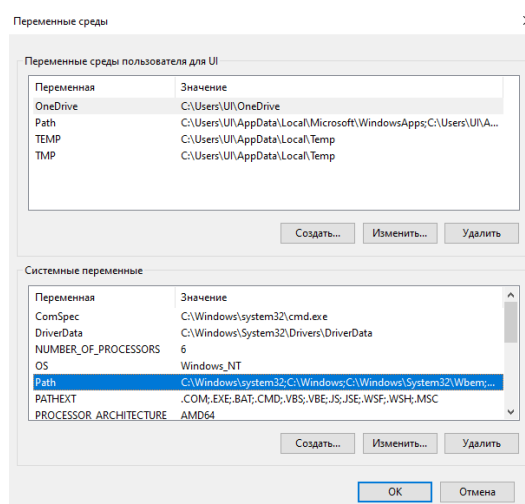 Переменные среды
Переменные среды пользователя для UI
Переменная Значение
OneDrive C:\Users\UI\OneDrive
Path C:\Users\UI\AppData\Local\Microsoft\WindowsApps;C:\Users\UI\A...
TEMP C:\Users\UI\AppData\Local\Temp
TMP C:\Users\UI\AppData\Local\Temp
Создать... Изменить... Удалить
Системные переменные
Переменная Значение
ComSpec C:\Windows\system32\cmd.exe
DriverData C:\Windows\System32\Drivers\DriverData
NUMBER_OF_PROCESSORS 6
OS Windows_NT
Path C:\Windows\system32;C:\Windows;C:\Windows\System32\Wbem;...
PATHEXT .COM;.EXE;.BAT;.CMD;.VBS;.VBE;.JS;.JSE;.WSF;.WSH;.MSC
PROCESSOR_ARCHITECTURE AMD64
Создать... Изменить... Удалить
OK Отмена